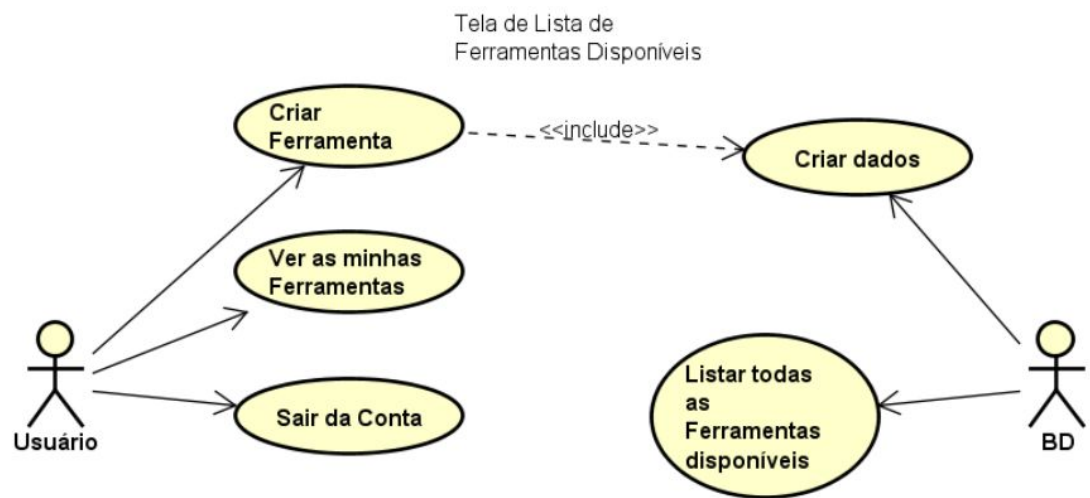 Tela de Lista de
Ferramentas Disponíveis
Criar
Ferramenta
<<include>>
Criar dados
Ver as minhas
Ferramentas
Usuário
Sair da Conta
Listar todas
as
Ferramentas
disponíveis
BD